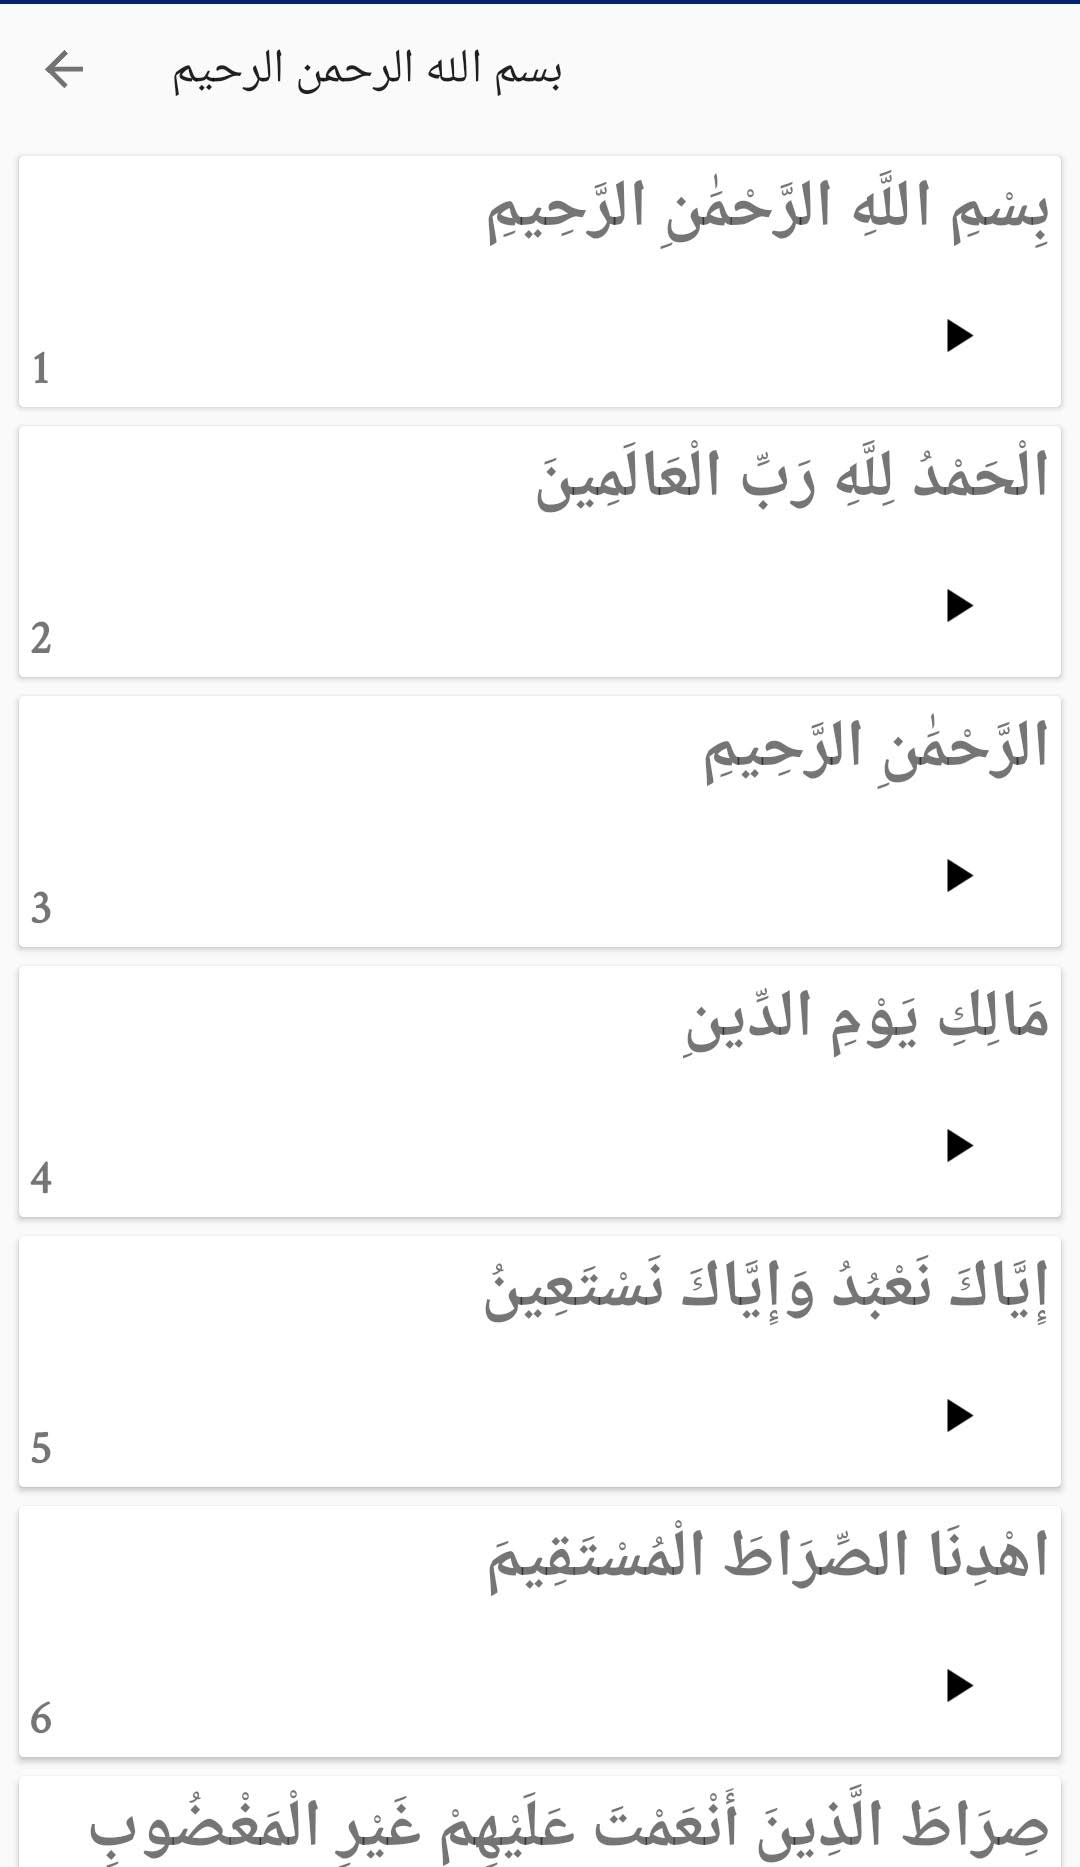 بسم الله الرحمن الرحيم
بِسْمِ اللَّهِ الرَّحْمَٰنِ الرَّحِيمِ
1
الْحَمْدُ لِلَّهِ رَبِّ الْعَالَمِينَ
2
الرَّحْمَٰنِ الرَّحِيمِ
3
مَالِكِ يَوْمِ الدِّينِ
4
إِيَّاكَ نَعْبُدُ وَإِيَّاكَ نَسْتَعِينُ
5
اهْدِنَا الصِّرَاطَ الْمُسْتَقِيمَ
6
صِرَاطَ الَّذِينَ أَنْعَمْتَ عَلَيْهِمْ غَيْرِ الْمَغْضُوبِ